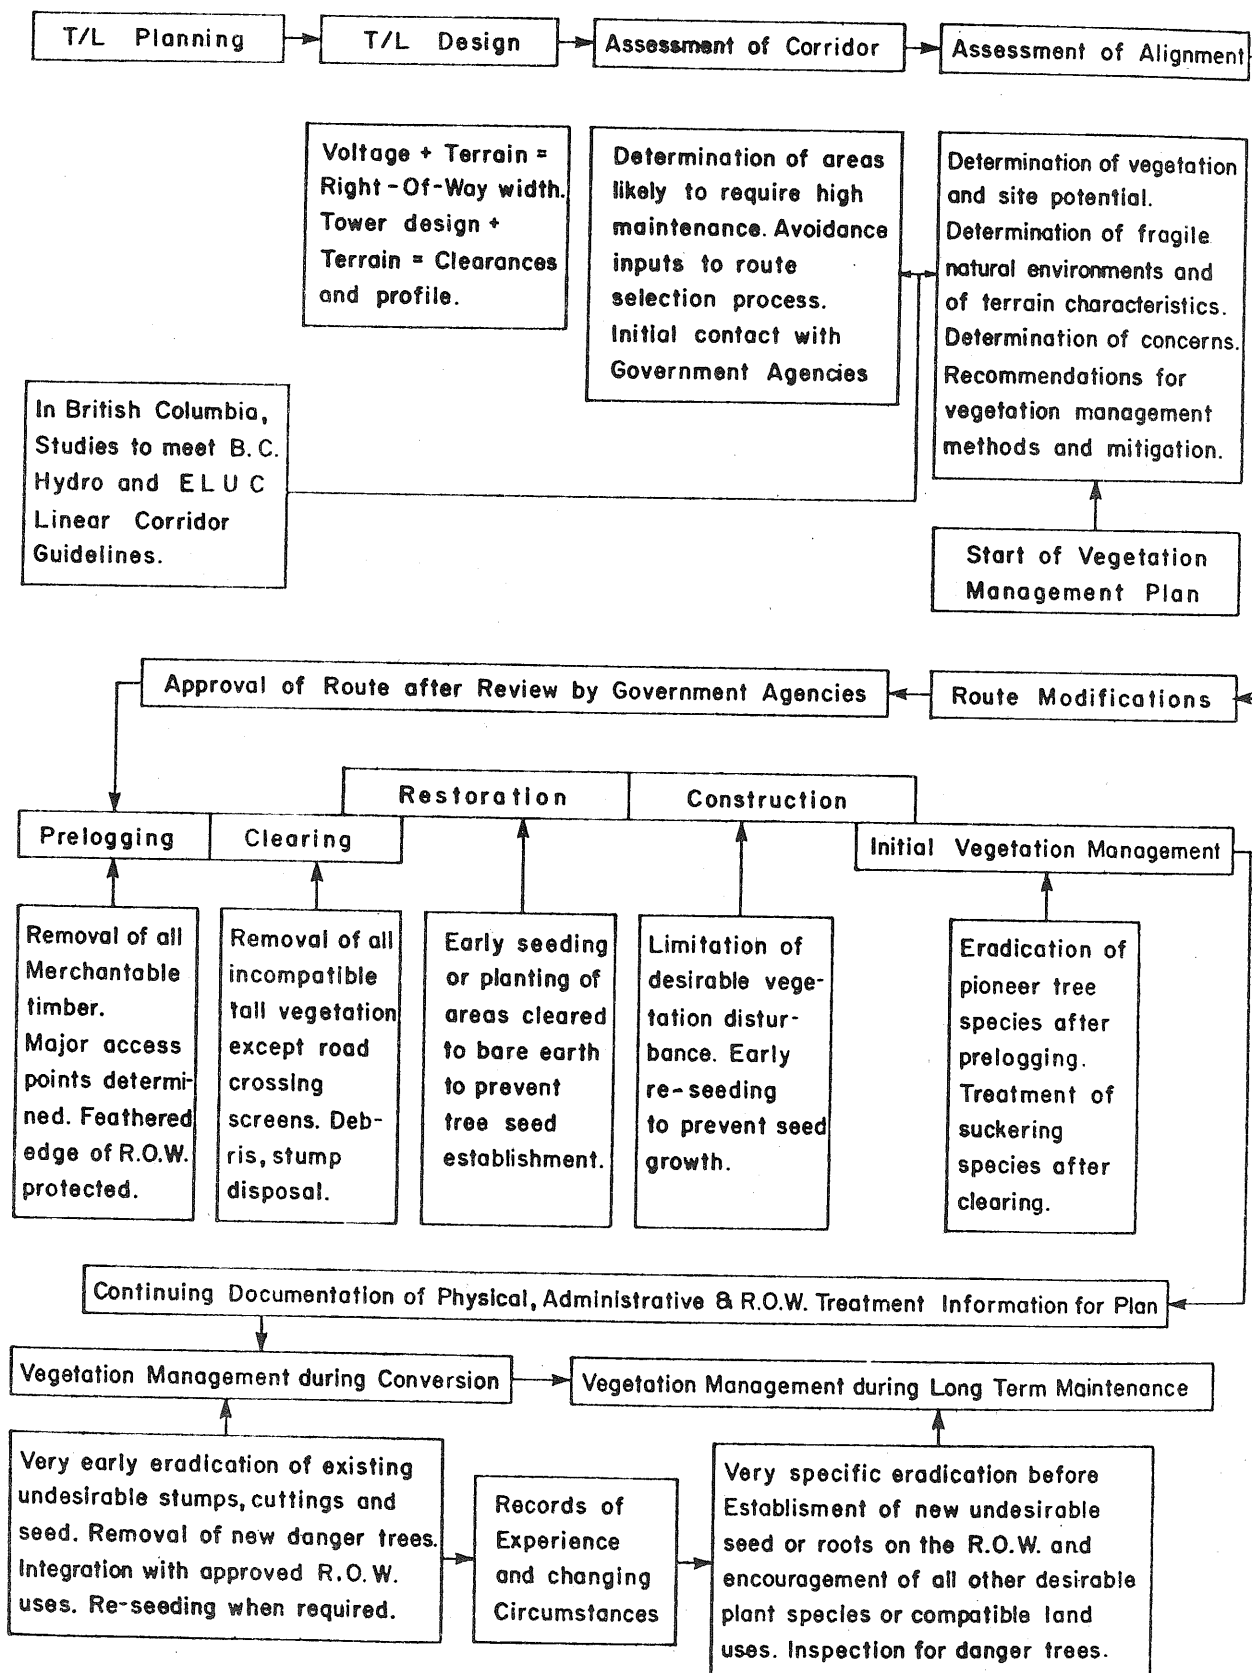 T/L Planning
T/L Design
Assessment of Corridor
Assessment of Alignment
Voltage + Terrain =
Right-Of-Way width.
Tower design +
Terrain = Clearances
and profile.
Determination of areas
likely to require high
maintenance. Avoidance
inputs to route
selection process.
Initial contact with
Government Agencies
Determination of vegetation
and site potential.
Determination of fragile
natural environments and
of terrain characteristics.
Determination of concerns.
Recommendations for
vegetation management
methods and mitigation.
In British Columbia,
Studies to meet B.C.
Hydro and ELUC
Linear Corridor
Guidelines.
Start of Vegetation
Management Plan
Approval of Route after Review by Government Agencies
Route Modifications
Restoration
Construction
Prelogging
Clearing
Initial Vegetation Management
Removal of all
Merchantable
timber.
Major access
points determi-
ned. Feathered
edge of R.O.W.
protected.
Removal of all
incompatible
tall vegetation
except road
crossing
screens. Deb-
ris, stump
disposal.
Early seeding
or planting of
areas cleared
to bare earth
to prevent
tree seed
establishment.
Limitation of
desirable vege-
tation distur-
bance. Early
re-seeding
to prevent seed
growth.
Eradication of
pioneer tree
species after
prelogging.
Treatment of
suckering
species after
clearing.
Continuing Documentation of Physical, Administrative & R.O.W. Treatment Information for Plan
Vegetation Management during Conversion
Vegetation Management during Long Term Maintenance
Very early eradication of existing
undesirable stumps, cuttings and
seed. Removal of new danger trees.
Integration with approved R.O.W.
uses. Re-seeding when required.
Records of
Experience
and changing
Circumstances
Very specific eradication before
Establisment of new undesirable
seed or roots on the R.O.W. and
encouragement of all other desirable
plant species or compatible land
uses. Inspection for danger trees.